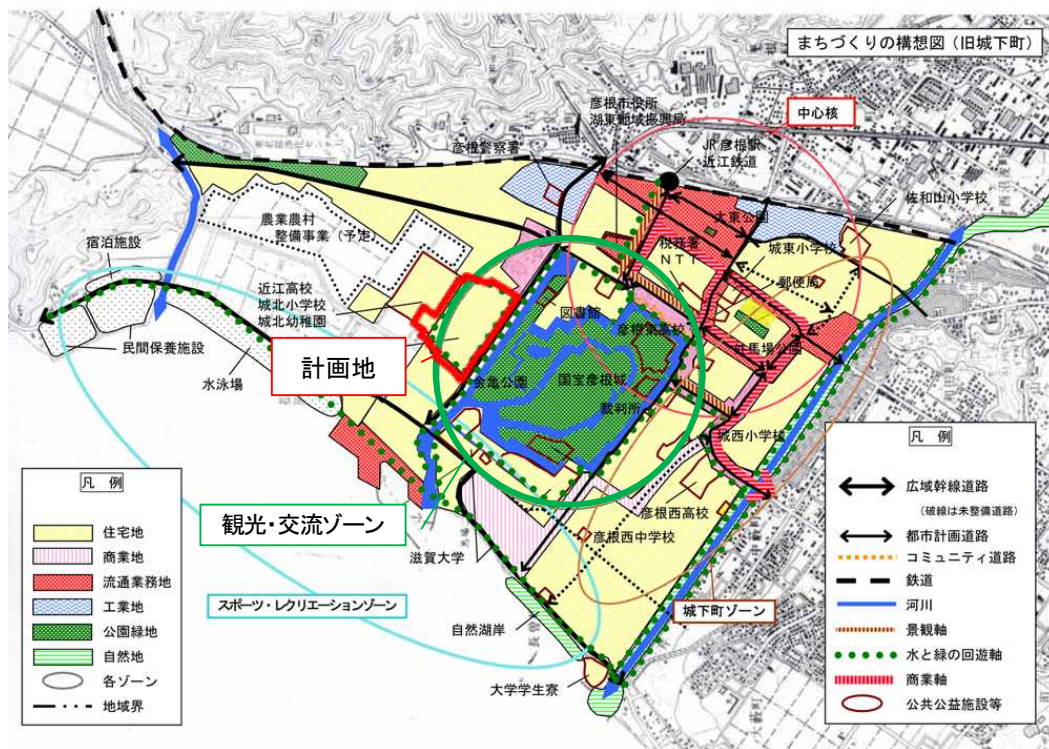 まちづくりの構想図（旧城下町）
彦根市役所
湖東地域振興局
中心核
彦根警察署
JR彦根駅
近江鉄道
佐和山小学校
大東公園
農業農村
整備事業（予定）
宿泊施設
税務署
NTT
城東小学校
郵便局
近江高校
城北小学校
城北幼稚園
図書館
彦根東高校
民間保養施設
計画地
水泳場
金亀公園
国宝彦根城
裁判所
城西小学校
観光・交流ゾーン
彦根西高校
彦根西中学校
滋賀大学
スポーツ・レクリエーションゾーン
城下町ゾーン
自然湖岸
大学学生寮
凡 例
住宅地
商業地
流通業務地
工業地
公園緑地
自然地
各ゾーン
地域界
凡 例
広域幹線道路
（破線は未整備道路）
都市計画道路
コミュニティ道路
鉄道
河川
景観軸
水と緑の回遊軸
商業軸
公共公益施設等